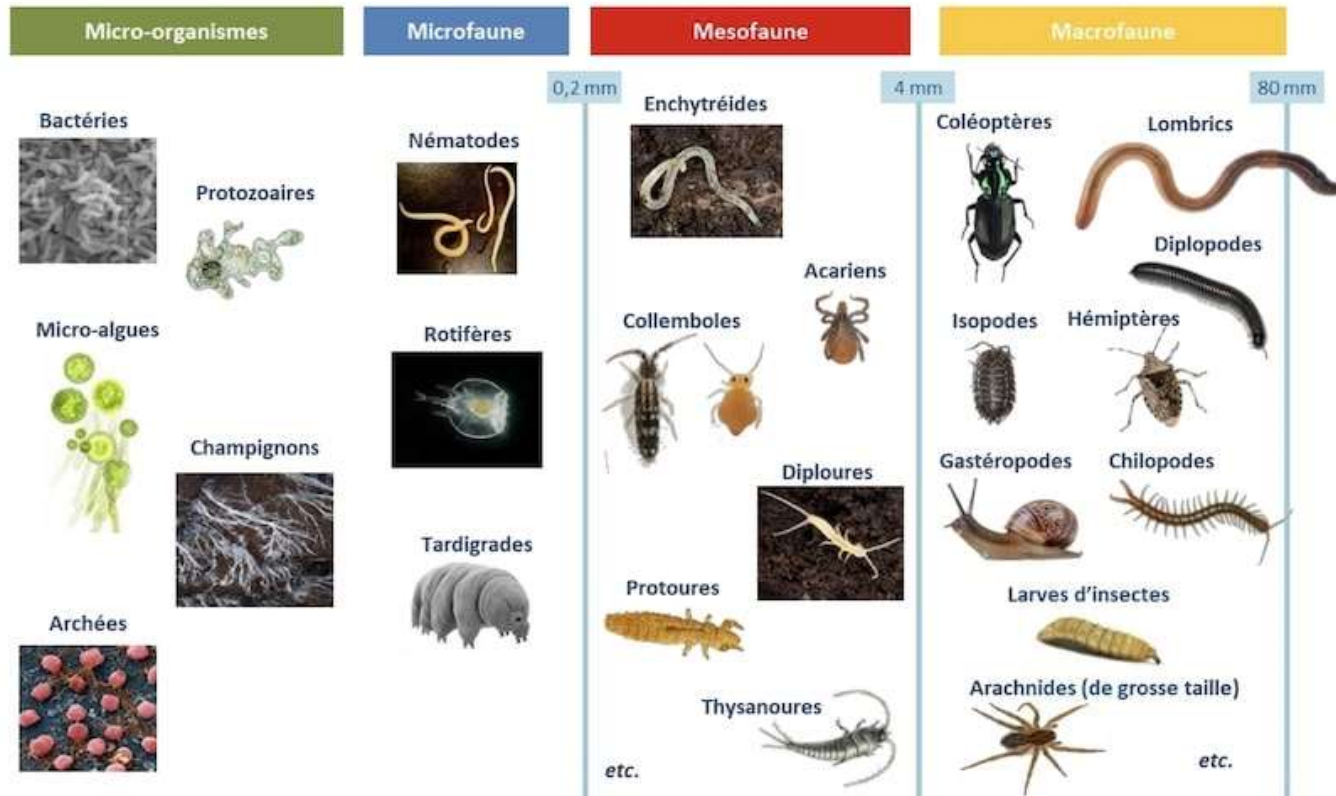 Micro-organismes
Microfaune
Mesofaune
Macrofaune
0,2 mm
4 mm
80 mm
Bactéries
Protozoaires
Micro-algues
Champignons
Archées
Nématodes
Rotifères
Tardigrades
Enchytréides
Acariens
Collemboles
Diploures
Protoures
Thysanoures
etc.
Coléoptères
Lombrics
Diplopodes
Isopodes
Hémiptères
Gastéropodes
Chilopodes
Larves d'insectes
Arachnides (de grosse taille)
etc.